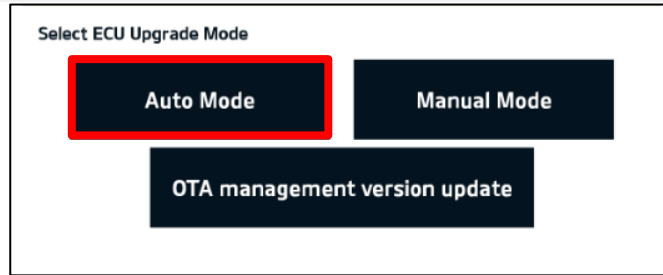 Select ECU Upgrade Mode
Auto Mode
Manual Mode
OTA management version update